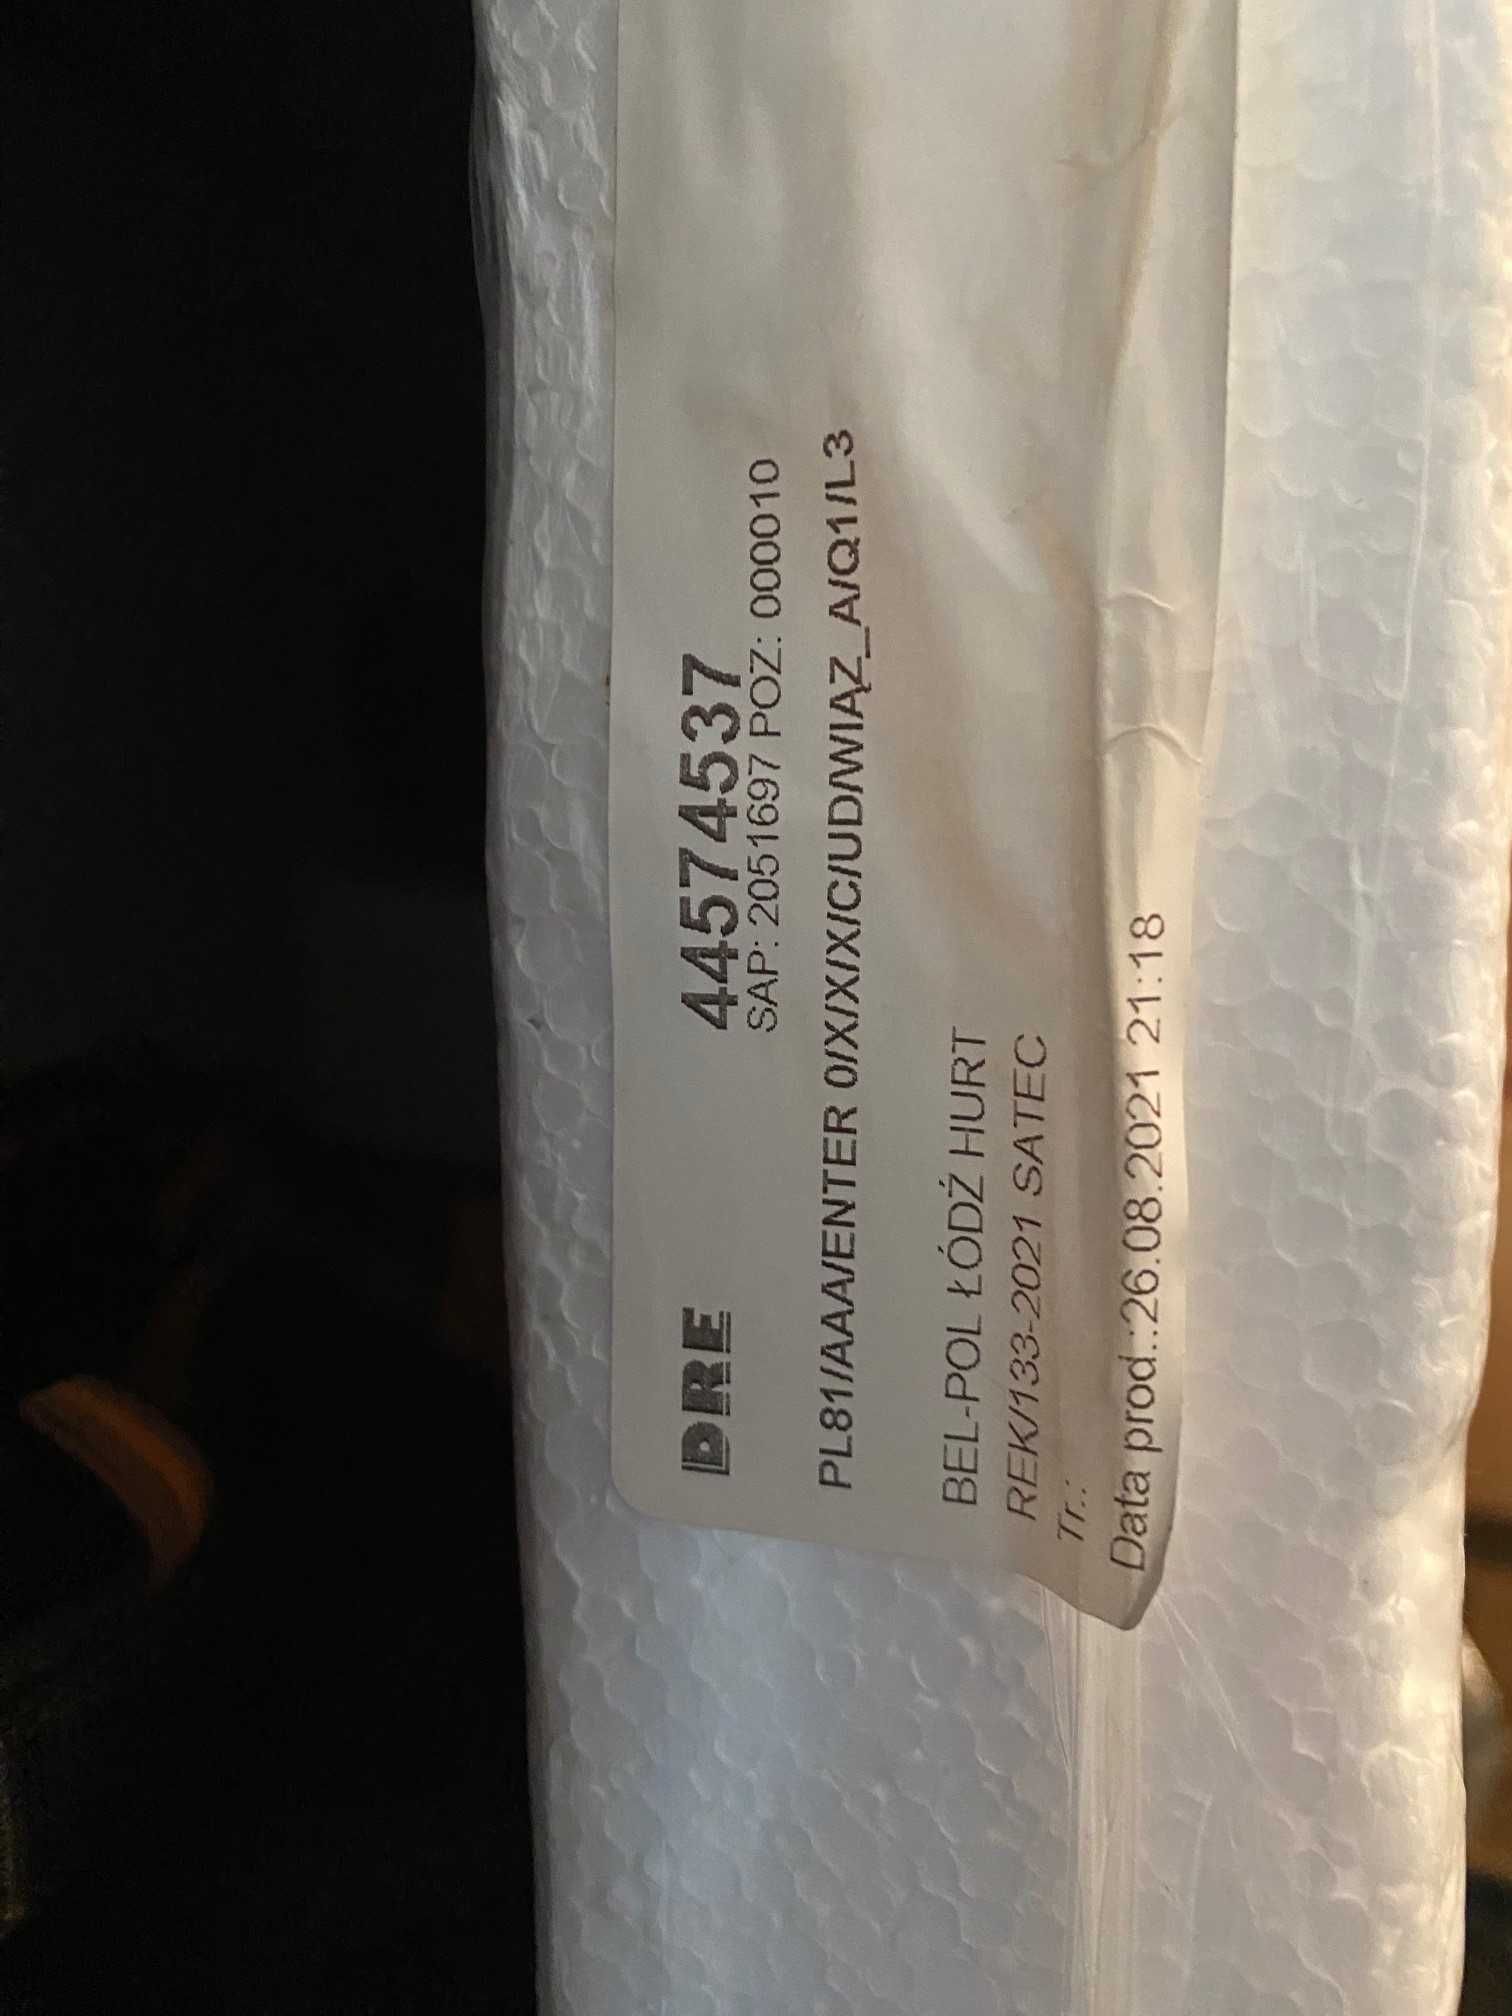 DRE 44574537
SAP: 2051697 POZ: 000010
PL81/AAA/ENTER 0/X/X/X/C/UD/WIĄZ_A/Q1/L3
BEL-POL ŁÓDŹ HURT
REK/133-2021 SATEC
Tr.:
Data prod.:26.08.2021 21:18